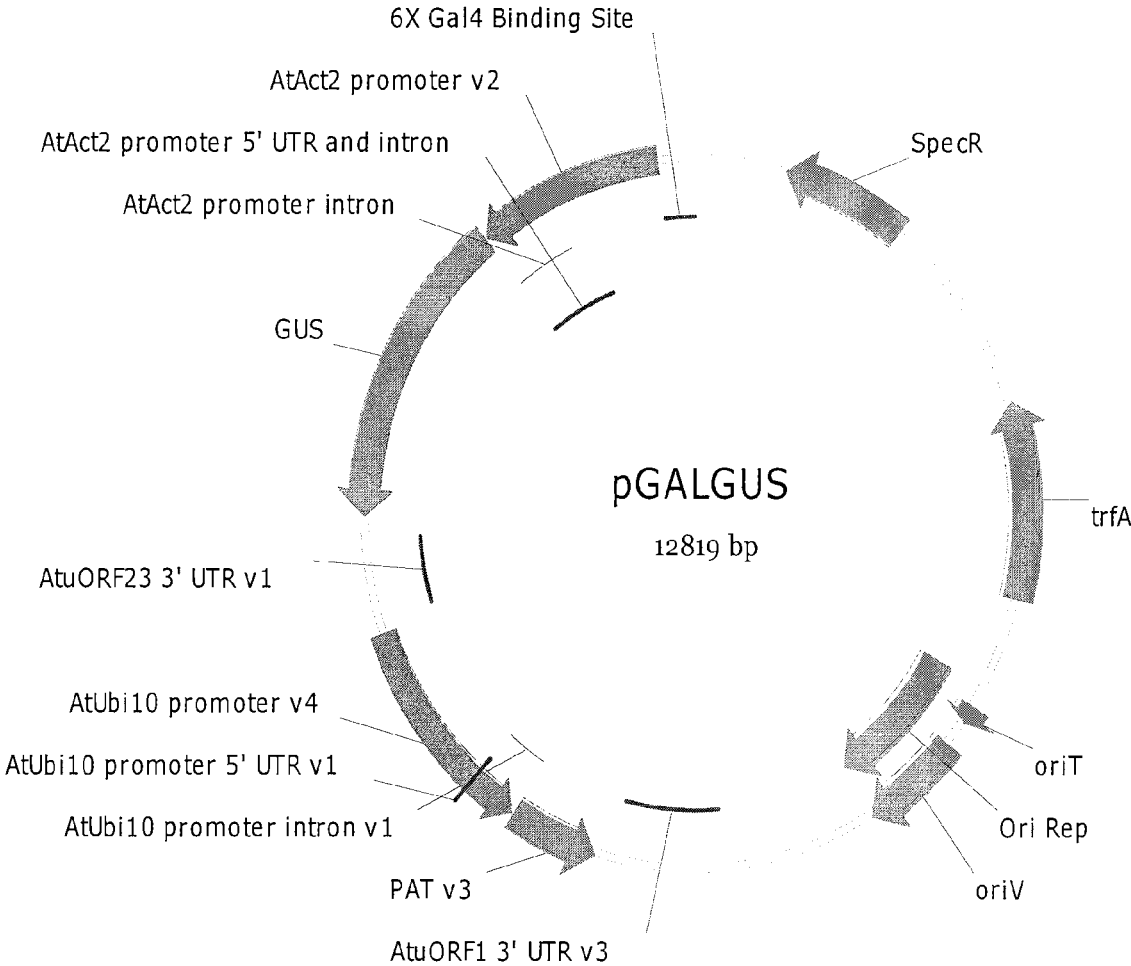 6X Gal4 Binding Site
AtAct2 promoter v2
AtAct2 promoter 5' UTR and intron
SpecR
AtAct2 promoter intron
GUS
pGALGUS
trfA
12819 bp
AtuORF23 3' UTR v1
AtUbi10 promoter v4
AtUbi10 promoter 5' UTR v1
oriT
AtUbi10 promoter intron v1
Ori Rep
PAT v3
oriV
AtuORF1 3' UTR v3